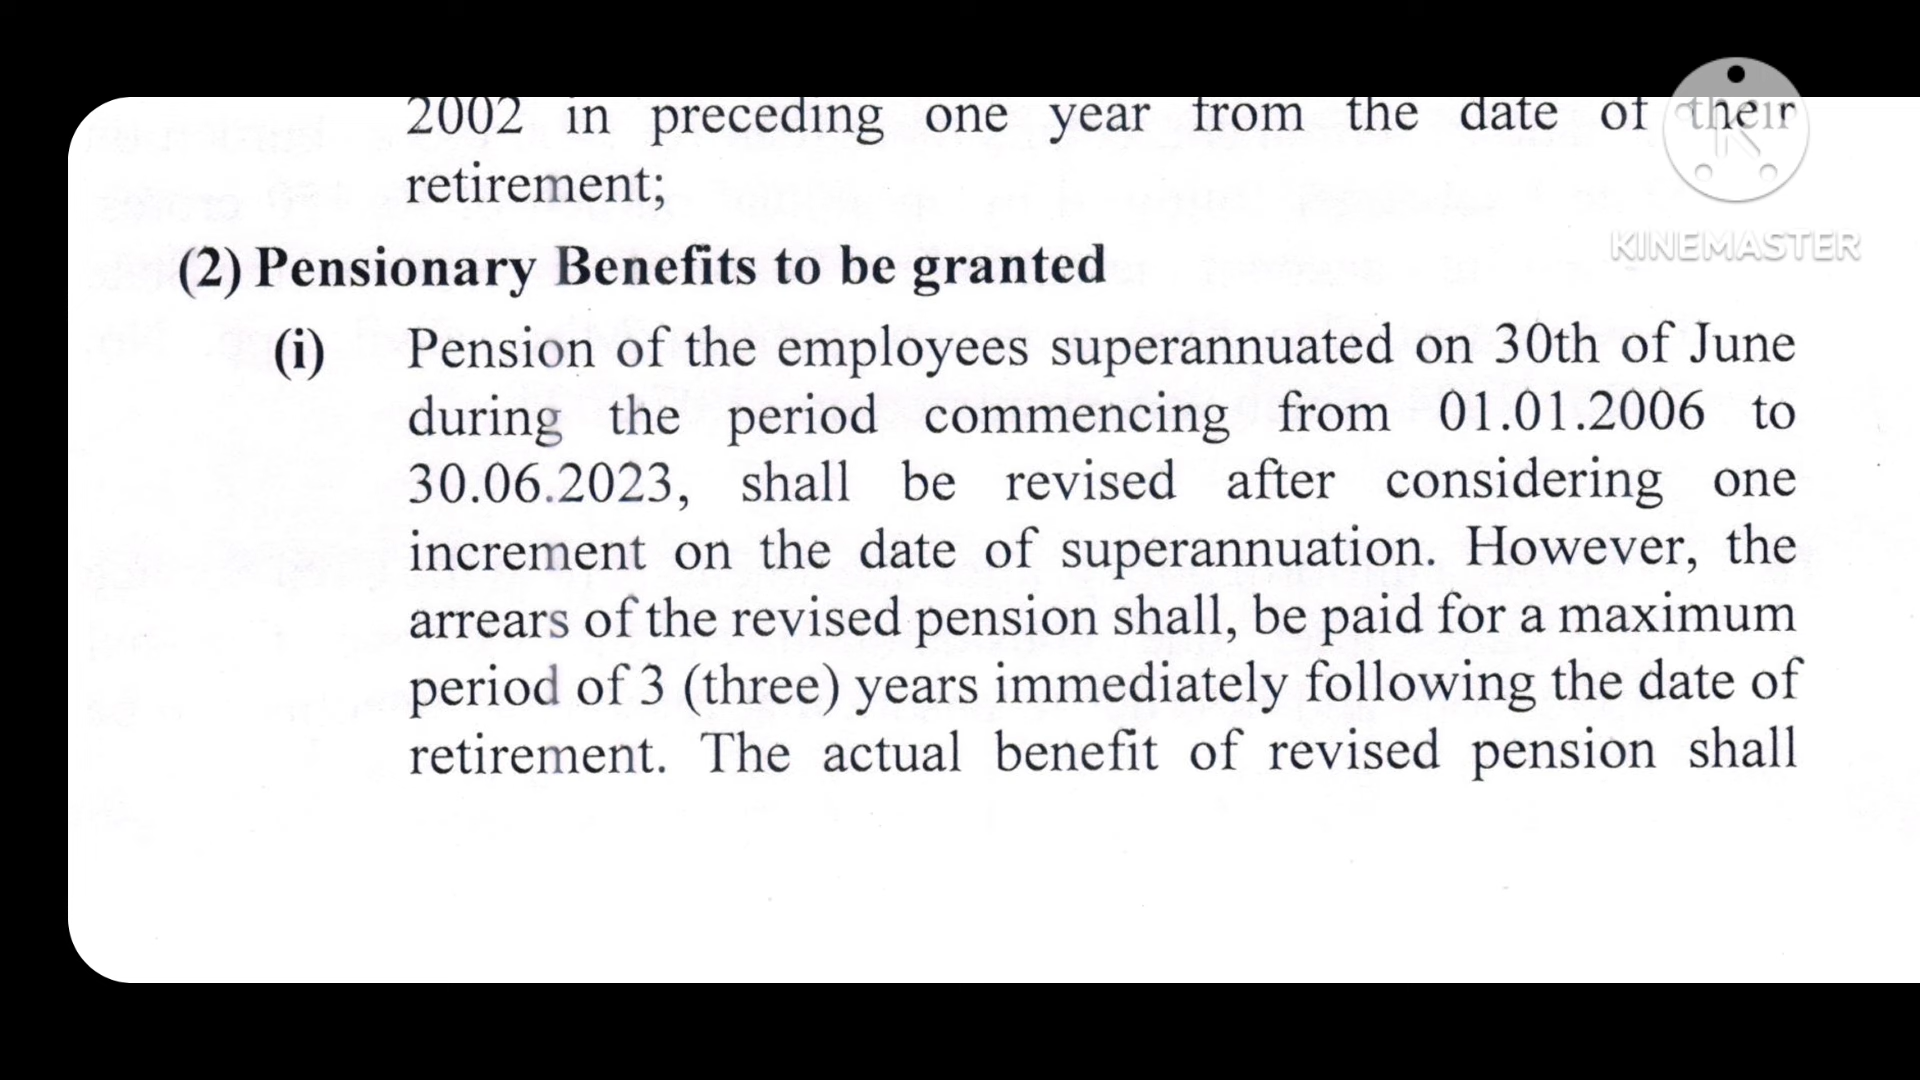 2002 in preceding one year from the date of their
retirement;
(2) Pensionary Benefits to be granted
(i) Pension of the employees superannuated on 30th of June
during the period commencing from 01.01.2006 to
30.06.2023, shall be revised after considering one
increment on the date of superannuation. However, the
arrears of the revised pension shall, be paid for a maximum
period of 3 (three) years immediately following the date of
retirement. The actual benefit of revised pension shall
K
KINEMASTER